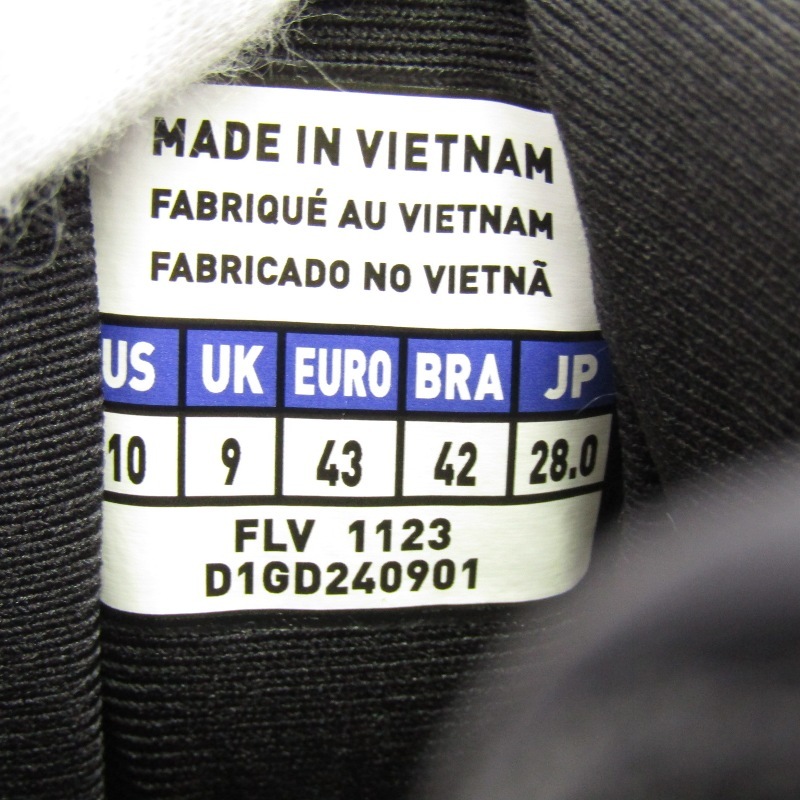 MADE IN VIETNAM
FABRIQUÉ AU VIETNAM
FABRICADO NO VIETNÃ
US UK EURO BRA JP
10 9 43 42 28.0
FLV 1123
D1GD240901